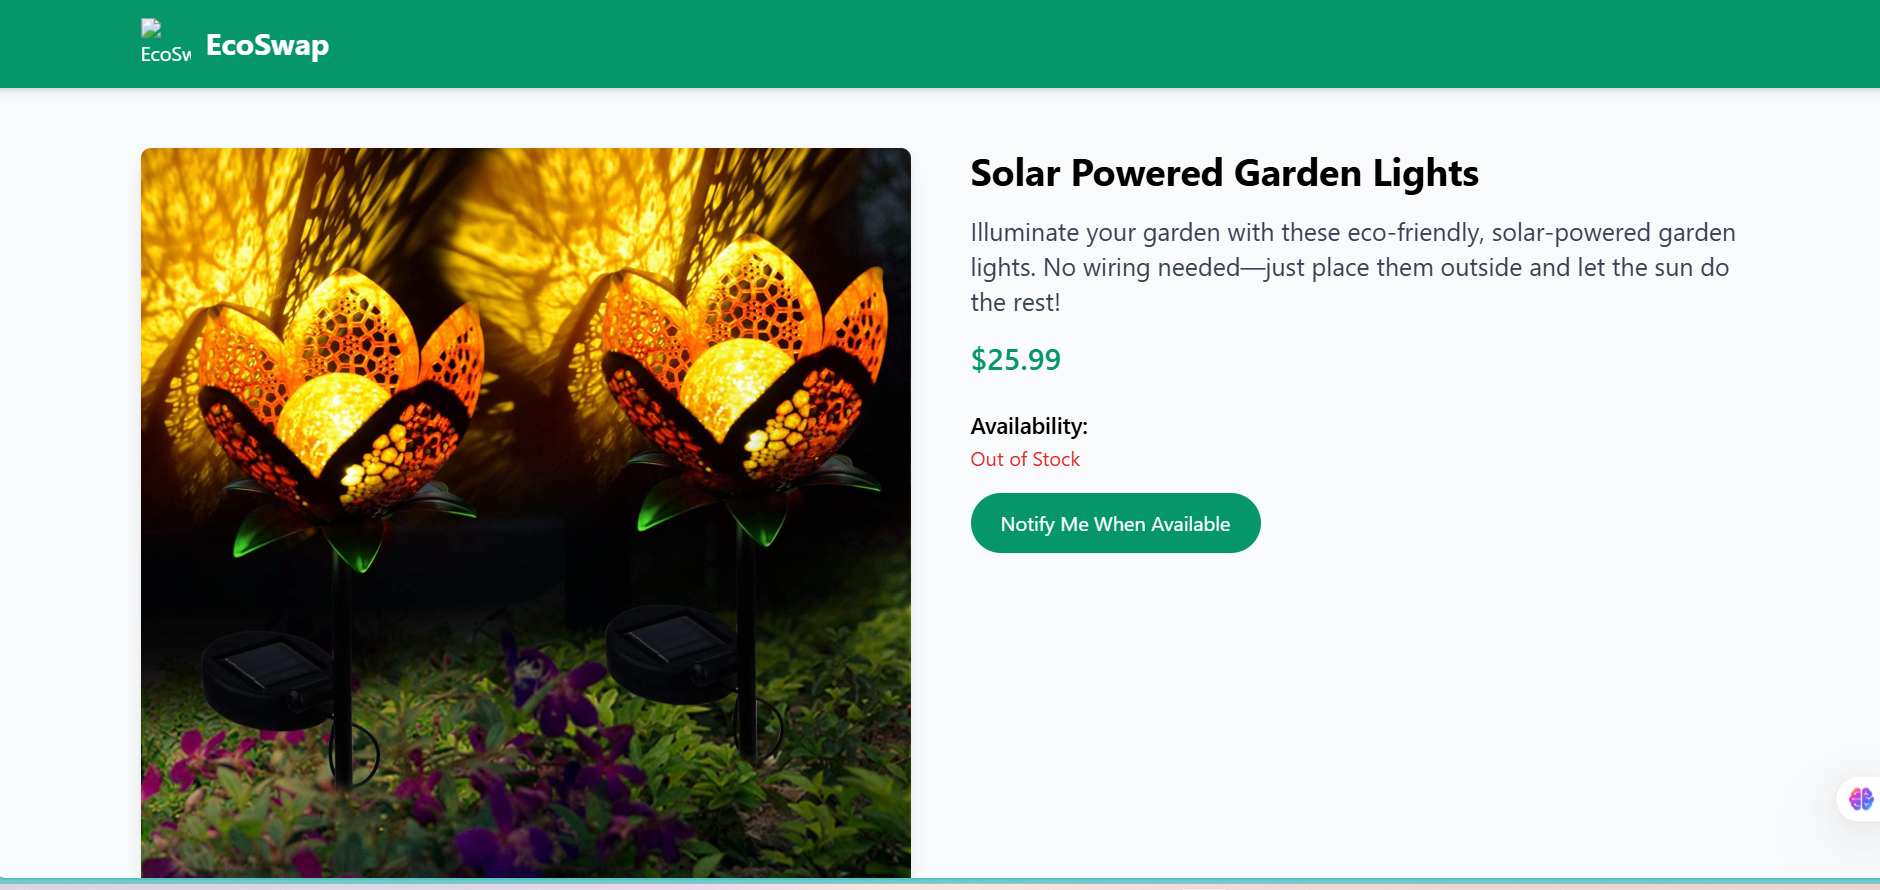 EcoSw
EcoSwap
Solar Powered Garden Lights
Illuminate your garden with these eco-friendly, solar-powered garden
lights. No wiring needed—just place them outside and let the sun do
the rest!
$25.99
Availability:
Out of Stock
Notify Me When Available